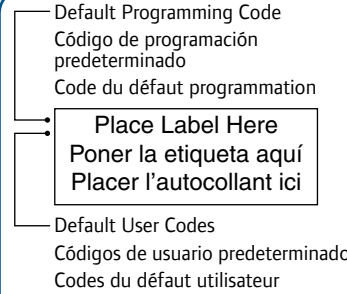 Default Programming Code
Código de programación
predeterminado
Code du défaut programmation
Place Label Here
Poner la etiqueta aquí
Placer l'autocollant ici
Default User Codes
Códigos de usuario predeterminado
Codes du défaut utilisateur